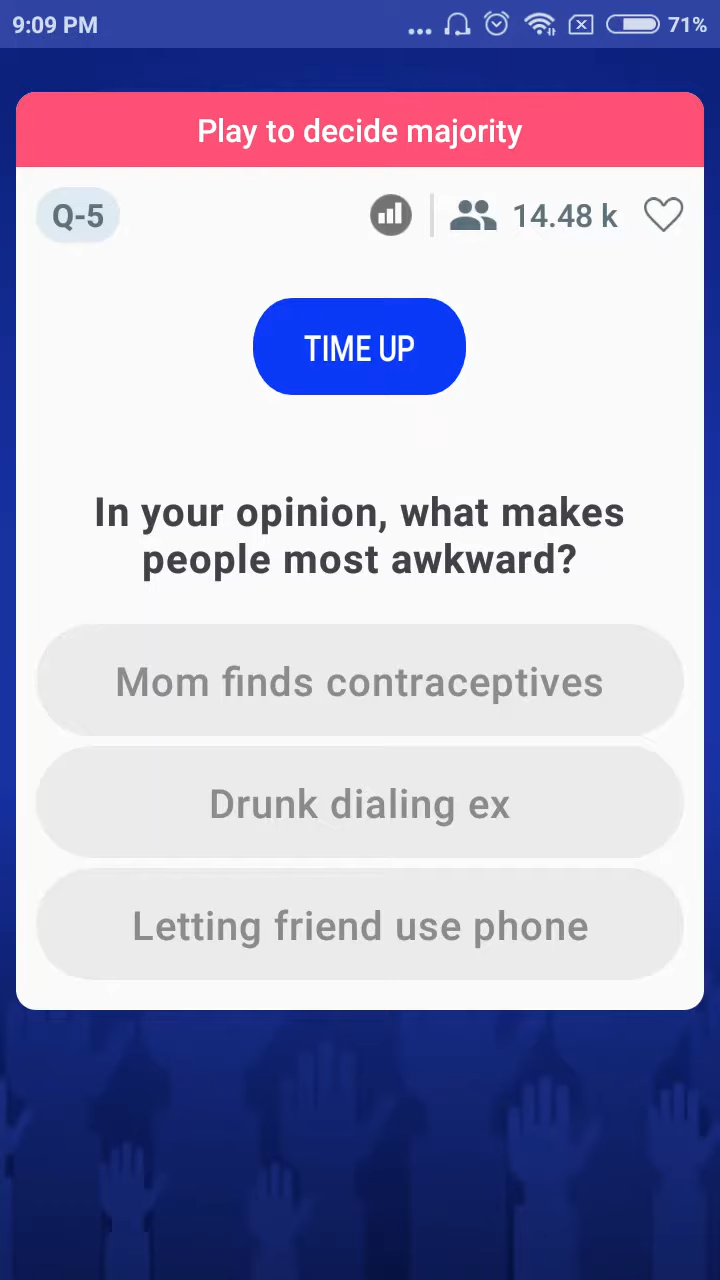 9:09 PM
71%
Play to decide majority
Q-5
14.48 k
TIME UP
In your opinion, what makes
people most awkward?
Mom finds contraceptives
Drunk dialing ex
Letting friend use phone